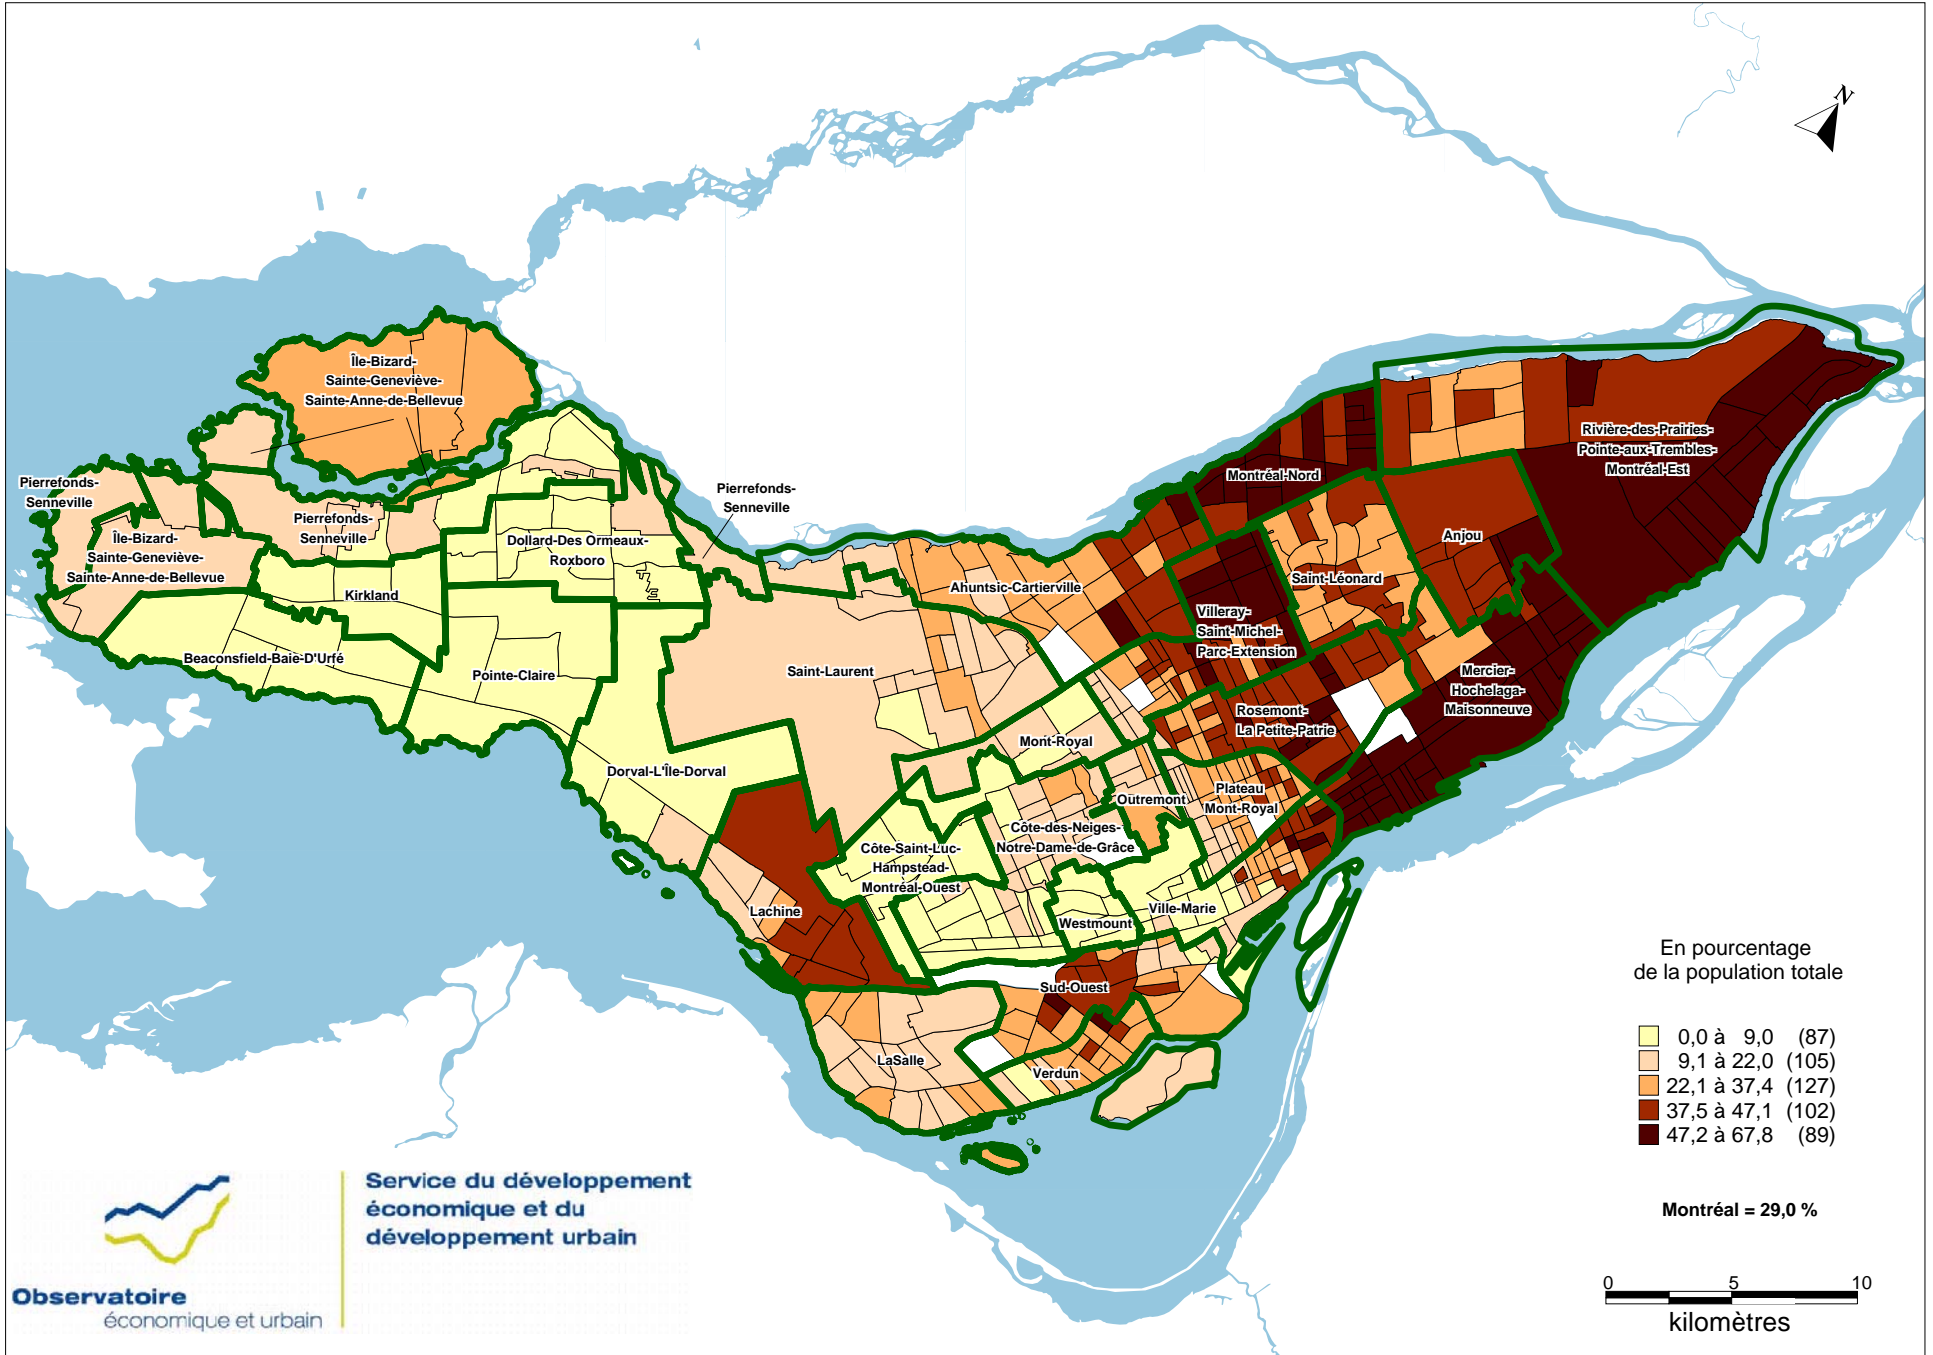 N
Île-Bizard-
Sainte-Geneviève-
Sainte-Anne-de-Bellevue
Pierrefonds-
Senneville
Île-Bizard-
Sainte-Geneviève-
Sainte-Anne-de-Bellevue
Pierrefonds-
Senneville
Pierrefonds-
Senneville
Dollard-Des Ormeaux-
Roxboro
Kirkland
Beaconsfield-Baie-D'Urfé
Pointe-Claire
Dorval-L'Île-Dorval
Saint-Laurent
Ahuntsic-Cartierville
Montréal-Nord
Rivière-des-Prairies-
Pointe-aux-Trembles-
Montréal-Est
Anjou
Saint-Léonard
Villeray-
Saint-Michel-
Parc-Extension
Mercier-
Hochelaga-
Maisonneuve
Rosemont-
La Petite-Patrie
Mont-Royal
Outremont
Plateau
Mont-Royal
Côte-des-Neiges-
Notre-Dame-de-Grâce
Côte-Saint-Luc-
Hampstead-
Montréal-Ouest
Lachine
Westmount
Ville-Marie
Sud-Ouest
LaSalle
Verdun
En pourcentage
de la population totale
0,0 à 9,0 (87)
9,1 à 22,0 (105)
22,1 à 37,4 (127)
37,5 à 47,1 (102)
47,2 à 67,8 (89)
Montréal = 29,0 %
0 5 10
kilomètres
Service du développement
économique et du
développement urbain
Observatoire
économique et urbain